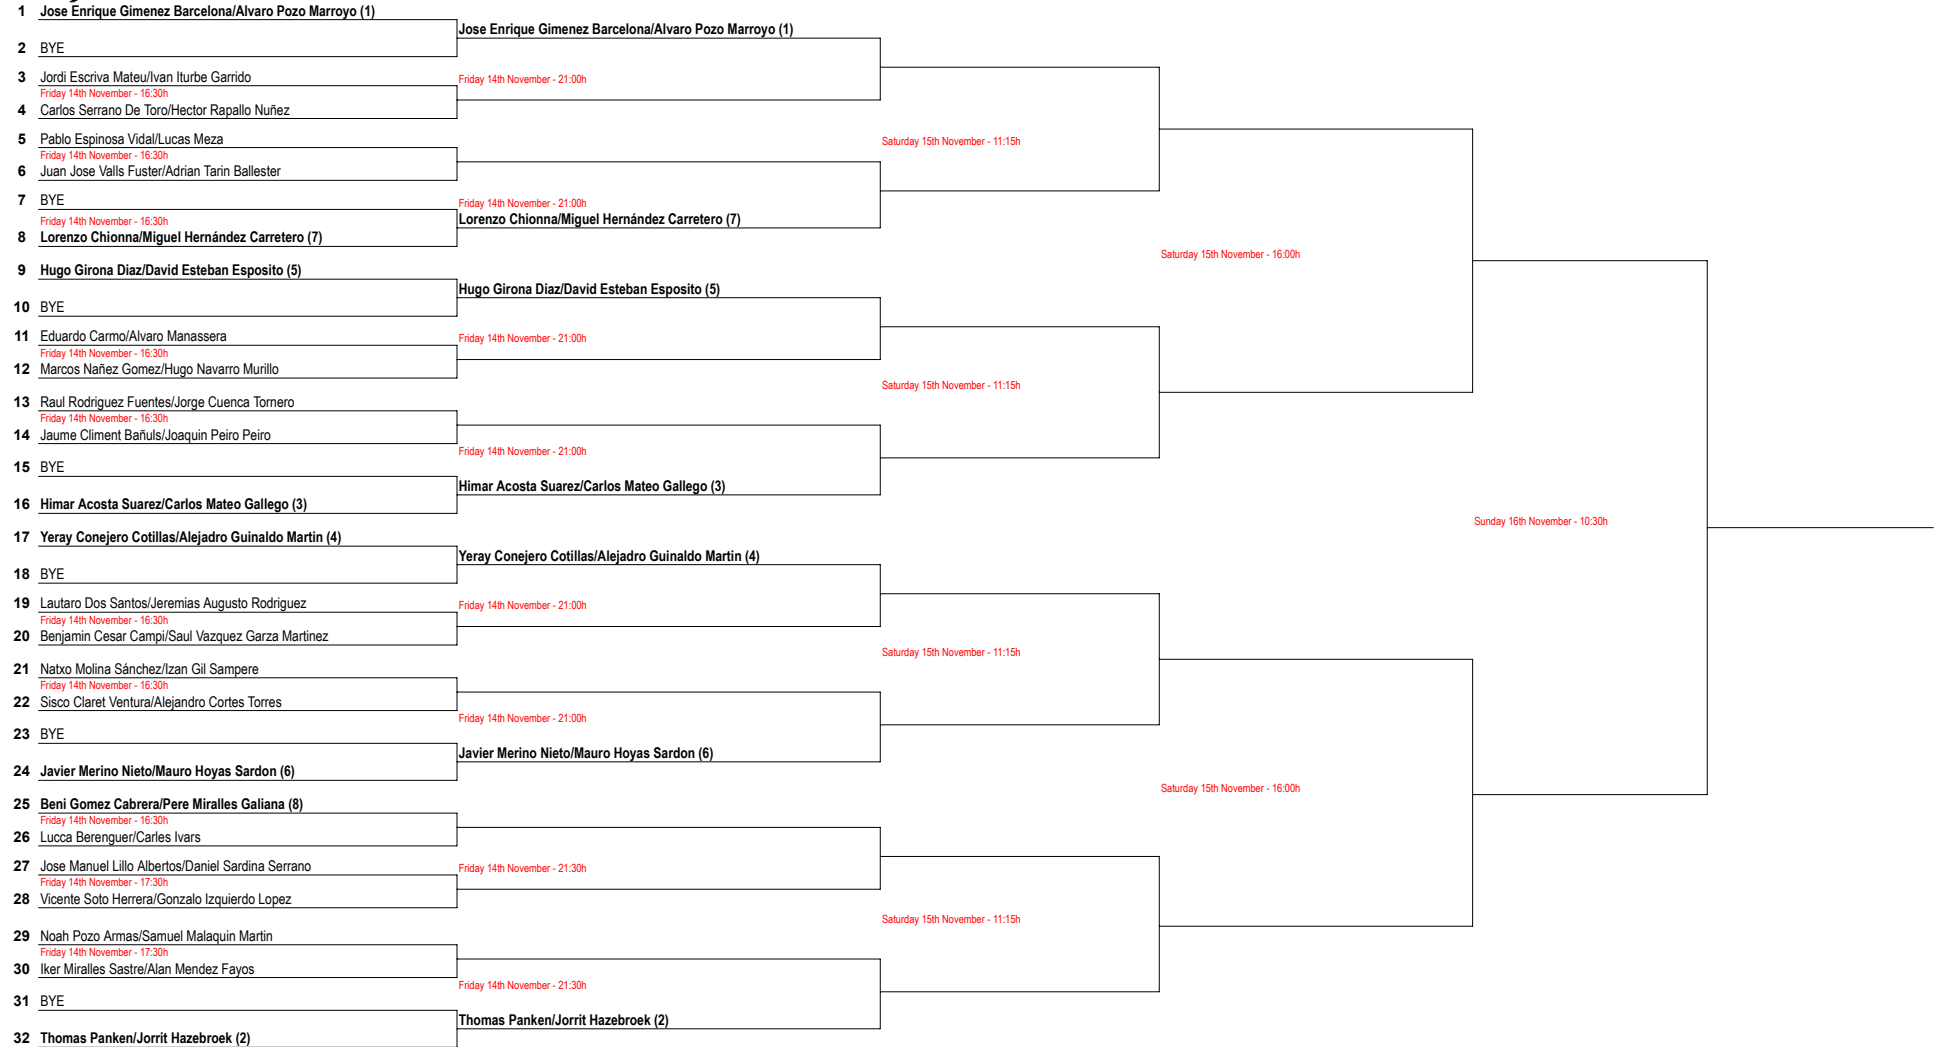 1 Jose Enrique Gimenez Barcelona/Alvaro Pozo Marroyo (1)
Jose Enrique Gimenez Barcelona/Alvaro Pozo Marroyo (1)
2 BYE
3 Jordi Escriva Mateu/Ivan Iturbe Garrido
Friday 14th November - 21:00h
Friday 14th November - 16:30h
4 Carlos Serrano De Toro/Hector Rapallo Nuñez
5 Pablo Espinosa Vidal/Lucas Meza
Saturday 15th November - 11:15h
Friday 14th November - 16:30h
6 Juan Jose Valls Fuster/Adrian Tarin Ballester
7 BYE
Friday 14th November - 21:00h
Friday 14th November - 16:30h
Lorenzo Chionna/Miguel Hernández Carretero (7)
8 Lorenzo Chionna/Miguel Hernández Carretero (7)
Saturday 15th November - 16:00h
9 Hugo Girona Diaz/David Esteban Esposito (5)
Hugo Girona Diaz/David Esteban Esposito (5)
10 BYE
11 Eduardo Carmo/Alvaro Manassera
Friday 14th November - 21:00h
Friday 14th November - 16:30h
12 Marcos Nañez Gomez/Hugo Navarro Murillo
Saturday 15th November - 11:15h
13 Raul Rodriguez Fuentes/Jorge Cuenca Tornero
Friday 14th November - 16:30h
14 Jaume Climent Bañuls/Joaquin Peiro Peiro
Friday 14th November - 21:00h
15 BYE
Himar Acosta Suarez/Carlos Mateo Gallego (3)
16 Himar Acosta Suarez/Carlos Mateo Gallego (3)
Sunday 16th November - 10:30h
17 Yeray Conejero Cotillas/Alejadro Guinaldo Martin (4)
Yeray Conejero Cotillas/Alejadro Guinaldo Martin (4)
18 BYE
19 Lautaro Dos Santos/Jeremias Augusto Rodriguez
Friday 14th November - 21:00h
Friday 14th November - 16:30h
20 Benjamin Cesar Campi/Saul Vazquez Garza Martinez
Saturday 15th November - 11:15h
21 Natxo Molina Sánchez/Izan Gil Sampere
Friday 14th November - 16:30h
22 Sisco Claret Ventura/Alejandro Cortes Torres
Friday 14th November - 21:00h
23 BYE
Javier Merino Nieto/Mauro Hoyas Sardon (6)
24 Javier Merino Nieto/Mauro Hoyas Sardon (6)
Saturday 15th November - 16:00h
25 Beni Gomez Cabrera/Pere Miralles Galiana (8)
Friday 14th November - 16:30h
26 Lucca Berenguer/Carles Ivars
27 Jose Manuel Lillo Albertos/Daniel Sardina Serrano
Friday 14th November - 21:30h
Friday 14th November - 17:30h
28 Vicente Soto Herrera/Gonzalo Izquierdo Lopez
Saturday 15th November - 11:15h
29 Noah Pozo Armas/Samuel Malaquin Martin
Friday 14th November - 17:30h
30 Iker Miralles Sastre/Alan Mendez Fayos
Friday 14th November - 21:30h
31 BYE
Thomas Panken/Jorrit Hazebroek (2)
32 Thomas Panken/Jorrit Hazebroek (2)